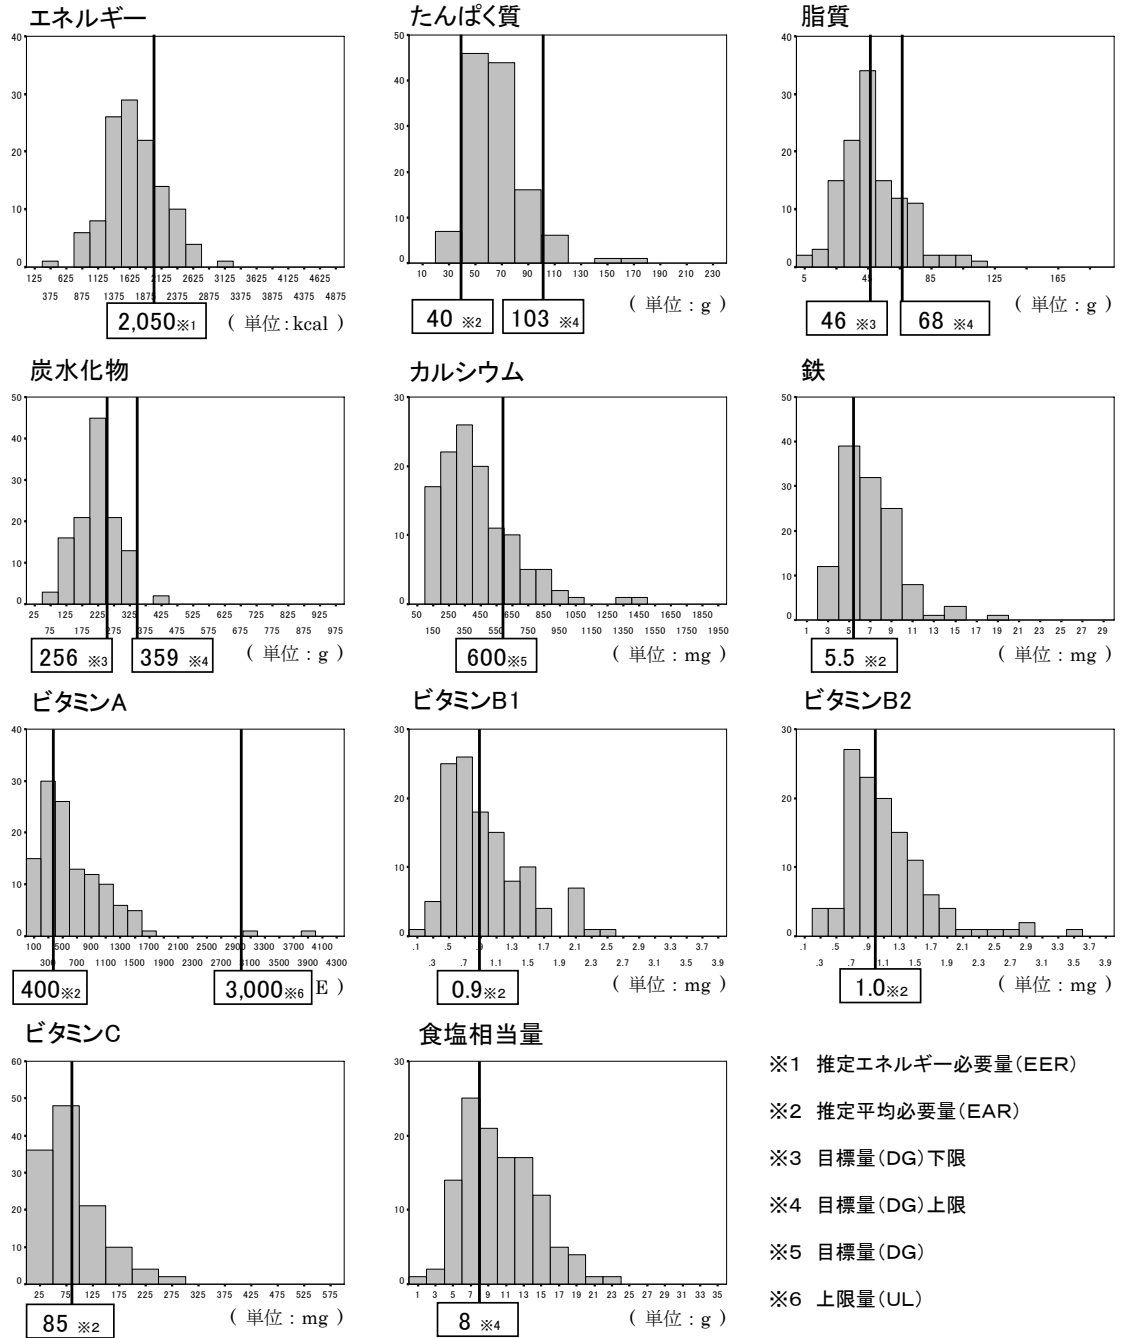 エネルギー
40
30
20
10
0
125 625 1125 1625 2125 2625 3125 3625 4125 4625
375 875 1375 1875 2375 2875 3375 3875 4375 4875
2,050※1
( 単位:kcal )
たんぱく質
50
40
30
20
10
0
10 30 50 70 90 110 130 150 170 190 210 230
40 ※2
103 ※4
( 単位:g )
脂質
40
30
20
10
0
5 45 85 125 165
46 ※3
68 ※4
( 単位:g )
炭水化物
50
40
30
20
10
0
25 125 225 325 425 525 625 725 825 925
75 175 275 375 475 575 675 775 875 975
256 ※3
359 ※4
( 単位:g )
カルシウム
30
20
10
0
50 250 450 650 850 1050 1250 1450 1650 1850
150 350 550 750 950 1150 1350 1550 1750 1950
600※5
( 単位:mg )
鉄
50
40
30
20
10
0
1 3 5 7 9 11 13 15 17 19 21 23 25 27 29
5.5 ※2
( 単位:mg )
ビタミンA
40
30
20
10
0
100 500 900 1300 1700 2100 2500 2900 3300 3700 4100
300 700 1100 1500 1900 2300 2700 3100 3500 3900 4300
400※2
3,000※6
E )
ビタミンB1
30
20
10
0
.1 .5 .9 1.3 1.7 2.1 2.5 2.9 3.3 3.7
.3 .7 1.1 1.5 1.9 2.3 2.7 3.1 3.5 3.9
0.9※2
( 単位:mg )
ビタミンB2
30
20
10
0
.1 .5 .9 1.3 1.7 2.1 2.5 2.9 3.3 3.7
.3 .7 1.1 1.5 1.9 2.3 2.7 3.1 3.5 3.9
1.0※2
( 単位:mg )
ビタミンC
60
50
40
30
20
10
0
25 75 125 175 225 275 325 375 425 475 525 575
85 ※2
( 単位:mg )
食塩相当量
30
20
10
0
1 3 5 7 9 11 13 15 17 19 21 23 25 27 29 31 33 35
8 ※4
( 単位:g )
※1 推定エネルギー必要量(EER)
※2 推定平均必要量(EAR)
※3 目標量(DG)下限
※4 目標量(DG)上限
※5 目標量(DG)
※6 上限量(UL)